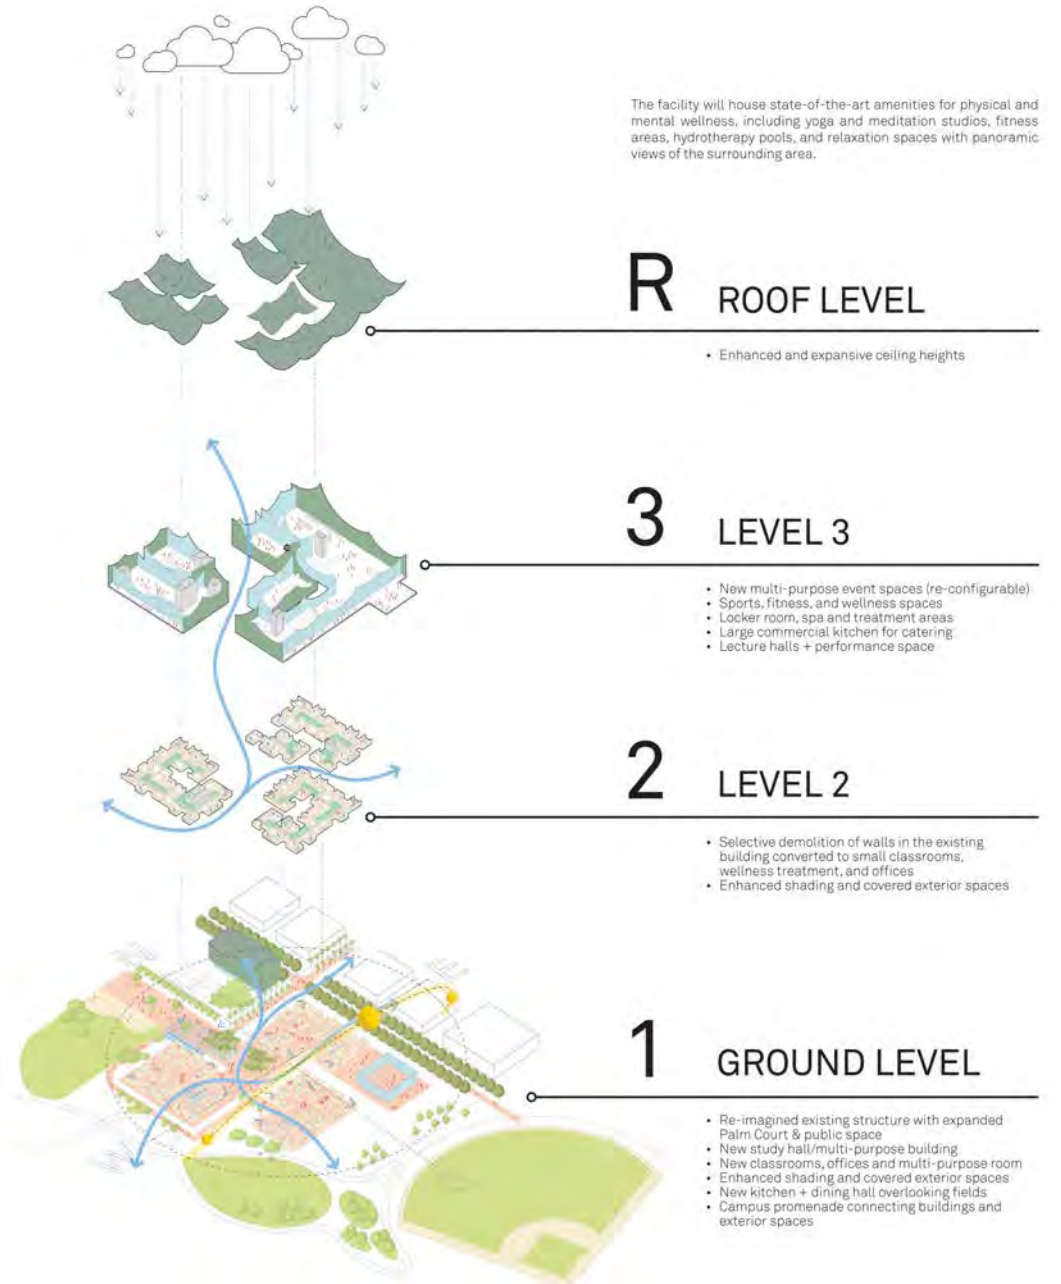 The facility will house state-of-the-art amenities for physical and
mental wellness, including yoga and meditation studios, fitness
areas, hydrotherapy pools, and relaxation spaces with panoramic
views of the surrounding area.
R ROOF LEVEL
• Enhanced and expansive ceiling heights
3 LEVEL 3
• New multi-purpose event spaces (re-configurable)
• Sports, fitness, and wellness spaces
• Locker room, spa and treatment areas
• Large commercial kitchen for catering
• Lecture halls + performance space
2 LEVEL 2
• Selective demolition of walls in the existing
building converted to small classrooms,
wellness treatment, and offices
• Enhanced shading and covered exterior spaces
1 GROUND LEVEL
• Re-imagined existing structure with expanded
Palm Court & public space
• New study hall/multi-purpose building
• New classrooms, offices and multi-purpose room
• Enhanced shading and covered exterior spaces
• New kitchen + dining hall overlooking fields
• Campus promenade connecting buildings and
exterior spaces